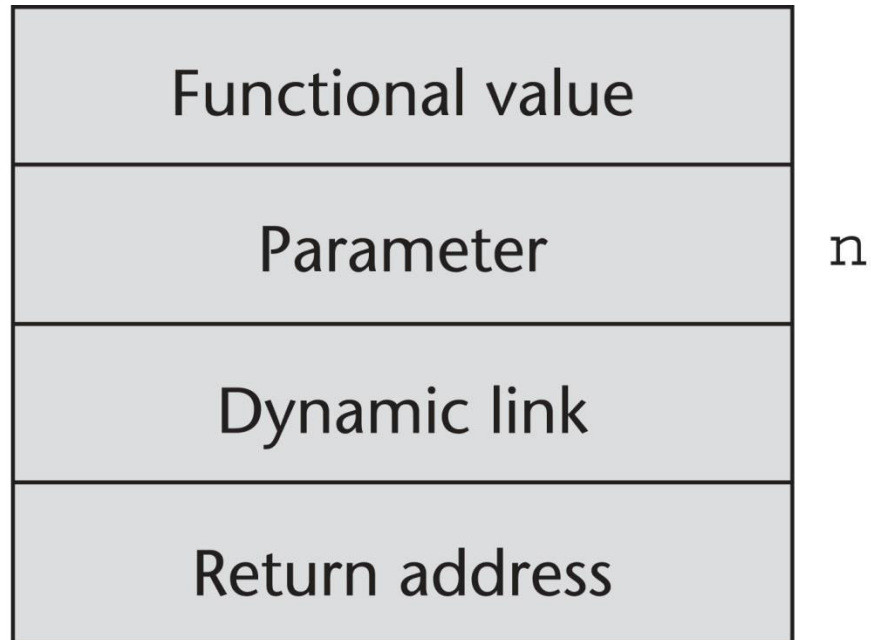 Functional value
Parameter n
Dynamic link
Return address